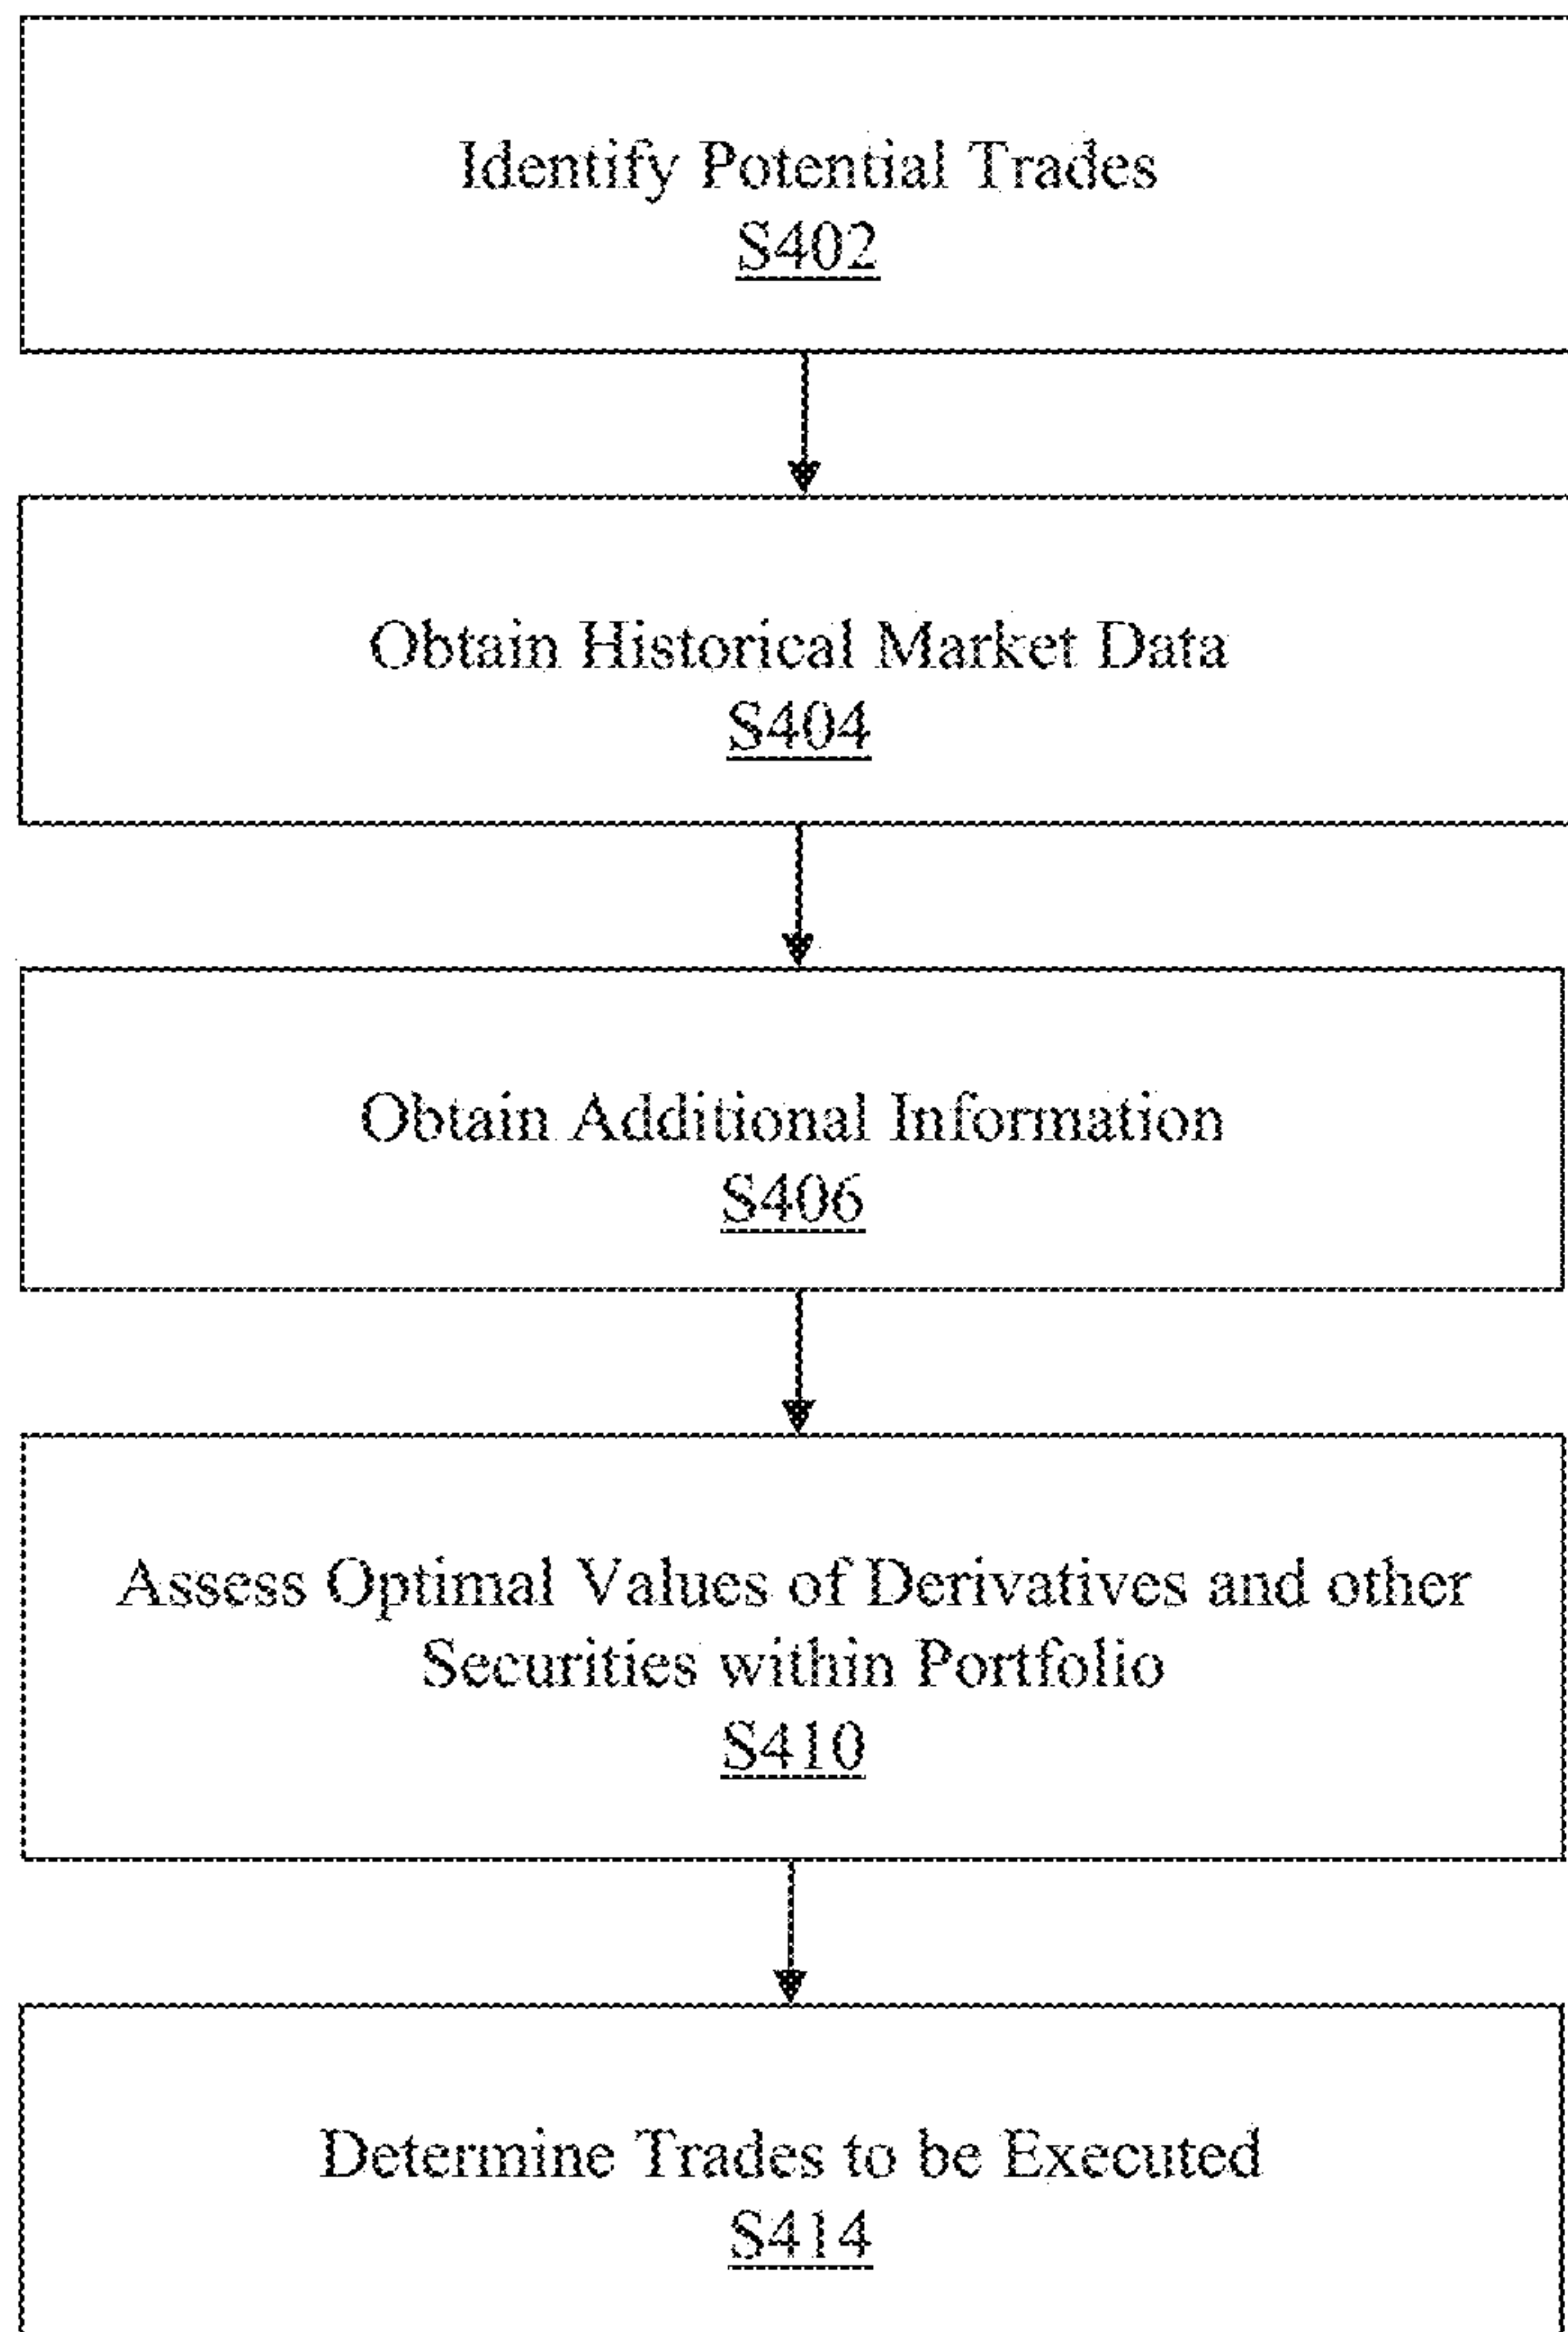 Identify Potential Trades
S402
Obtain Historical Market Data
S404
Obtain Additional Information
S406
Assess Optimal Values of Derivatives and other
Securities within Portfolio
S410
Determine Trades to be Executed
S414